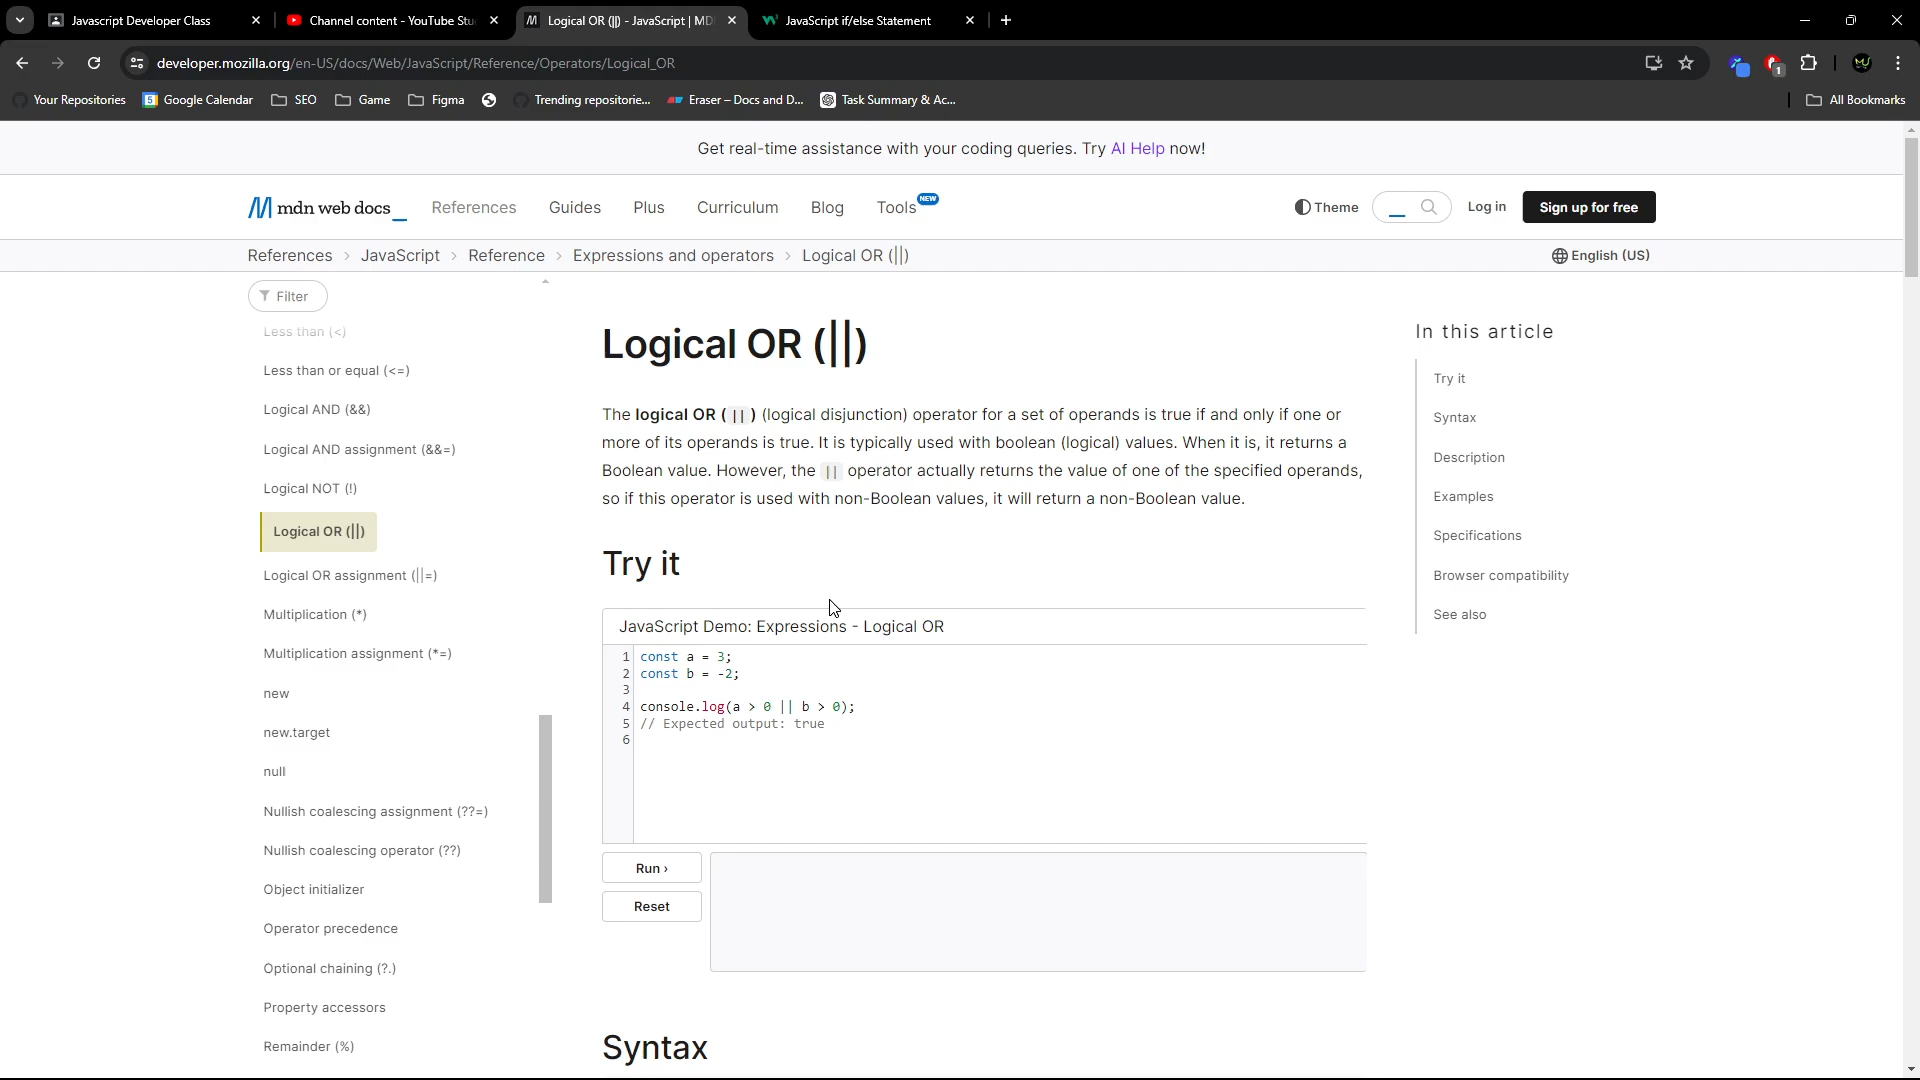 Javascript Developer Class
Channel content - YouTube Stu
Logical OR (||) - JavaScript | MD
JavaScript if/else Statement
developer.mozilla.org/en-US/docs/Web/JavaScript/Reference/Operators/Logical_OR
1
Your Repositories
5
Google Calendar
SEO
Game
Figma
Trending repositorie...
Eraser – Docs and D...
Task Summary & Ac...
All Bookmarks
Get real-time assistance with your coding queries. Try AI Help now!
mdn web docs_
References
Guides
Plus
Curriculum
Blog
Tools
NEW
Theme
Log in
Sign up for free
References > JavaScript > Reference > Expressions and operators > Logical OR (||)
English (US)
Filter
Less than (<)
Less than or equal (<=)
Logical AND (&&)
Logical AND assignment (&&=)
Logical NOT (!)
Logical OR (||)
Logical OR assignment (||=)
Multiplication (*)
Multiplication assignment (*=)
new
new.target
null
Nullish coalescing assignment (??=)
Nullish coalescing operator (??)
Object initializer
Operator precedence
Optional chaining (?.)
Property accessors
Remainder (%)
Logical OR (||)
The logical OR ( || ) (logical disjunction) operator for a set of operands is true if and only if one or
more of its operands is true. It is typically used with boolean (logical) values. When it is, it returns a
Boolean value. However, the || operator actually returns the value of one of the specified operands,
so if this operator is used with non-Boolean values, it will return a non-Boolean value.
Try it
JavaScript Demo: Expressions - Logical OR
1 const a = 3;
2 const b = -2;
3
4 console.log(a > 0 || b > 0);
5 // Expected output: true
6
Run ›
Reset
Syntax
In this article
Try it
Syntax
Description
Examples
Specifications
Browser compatibility
See also